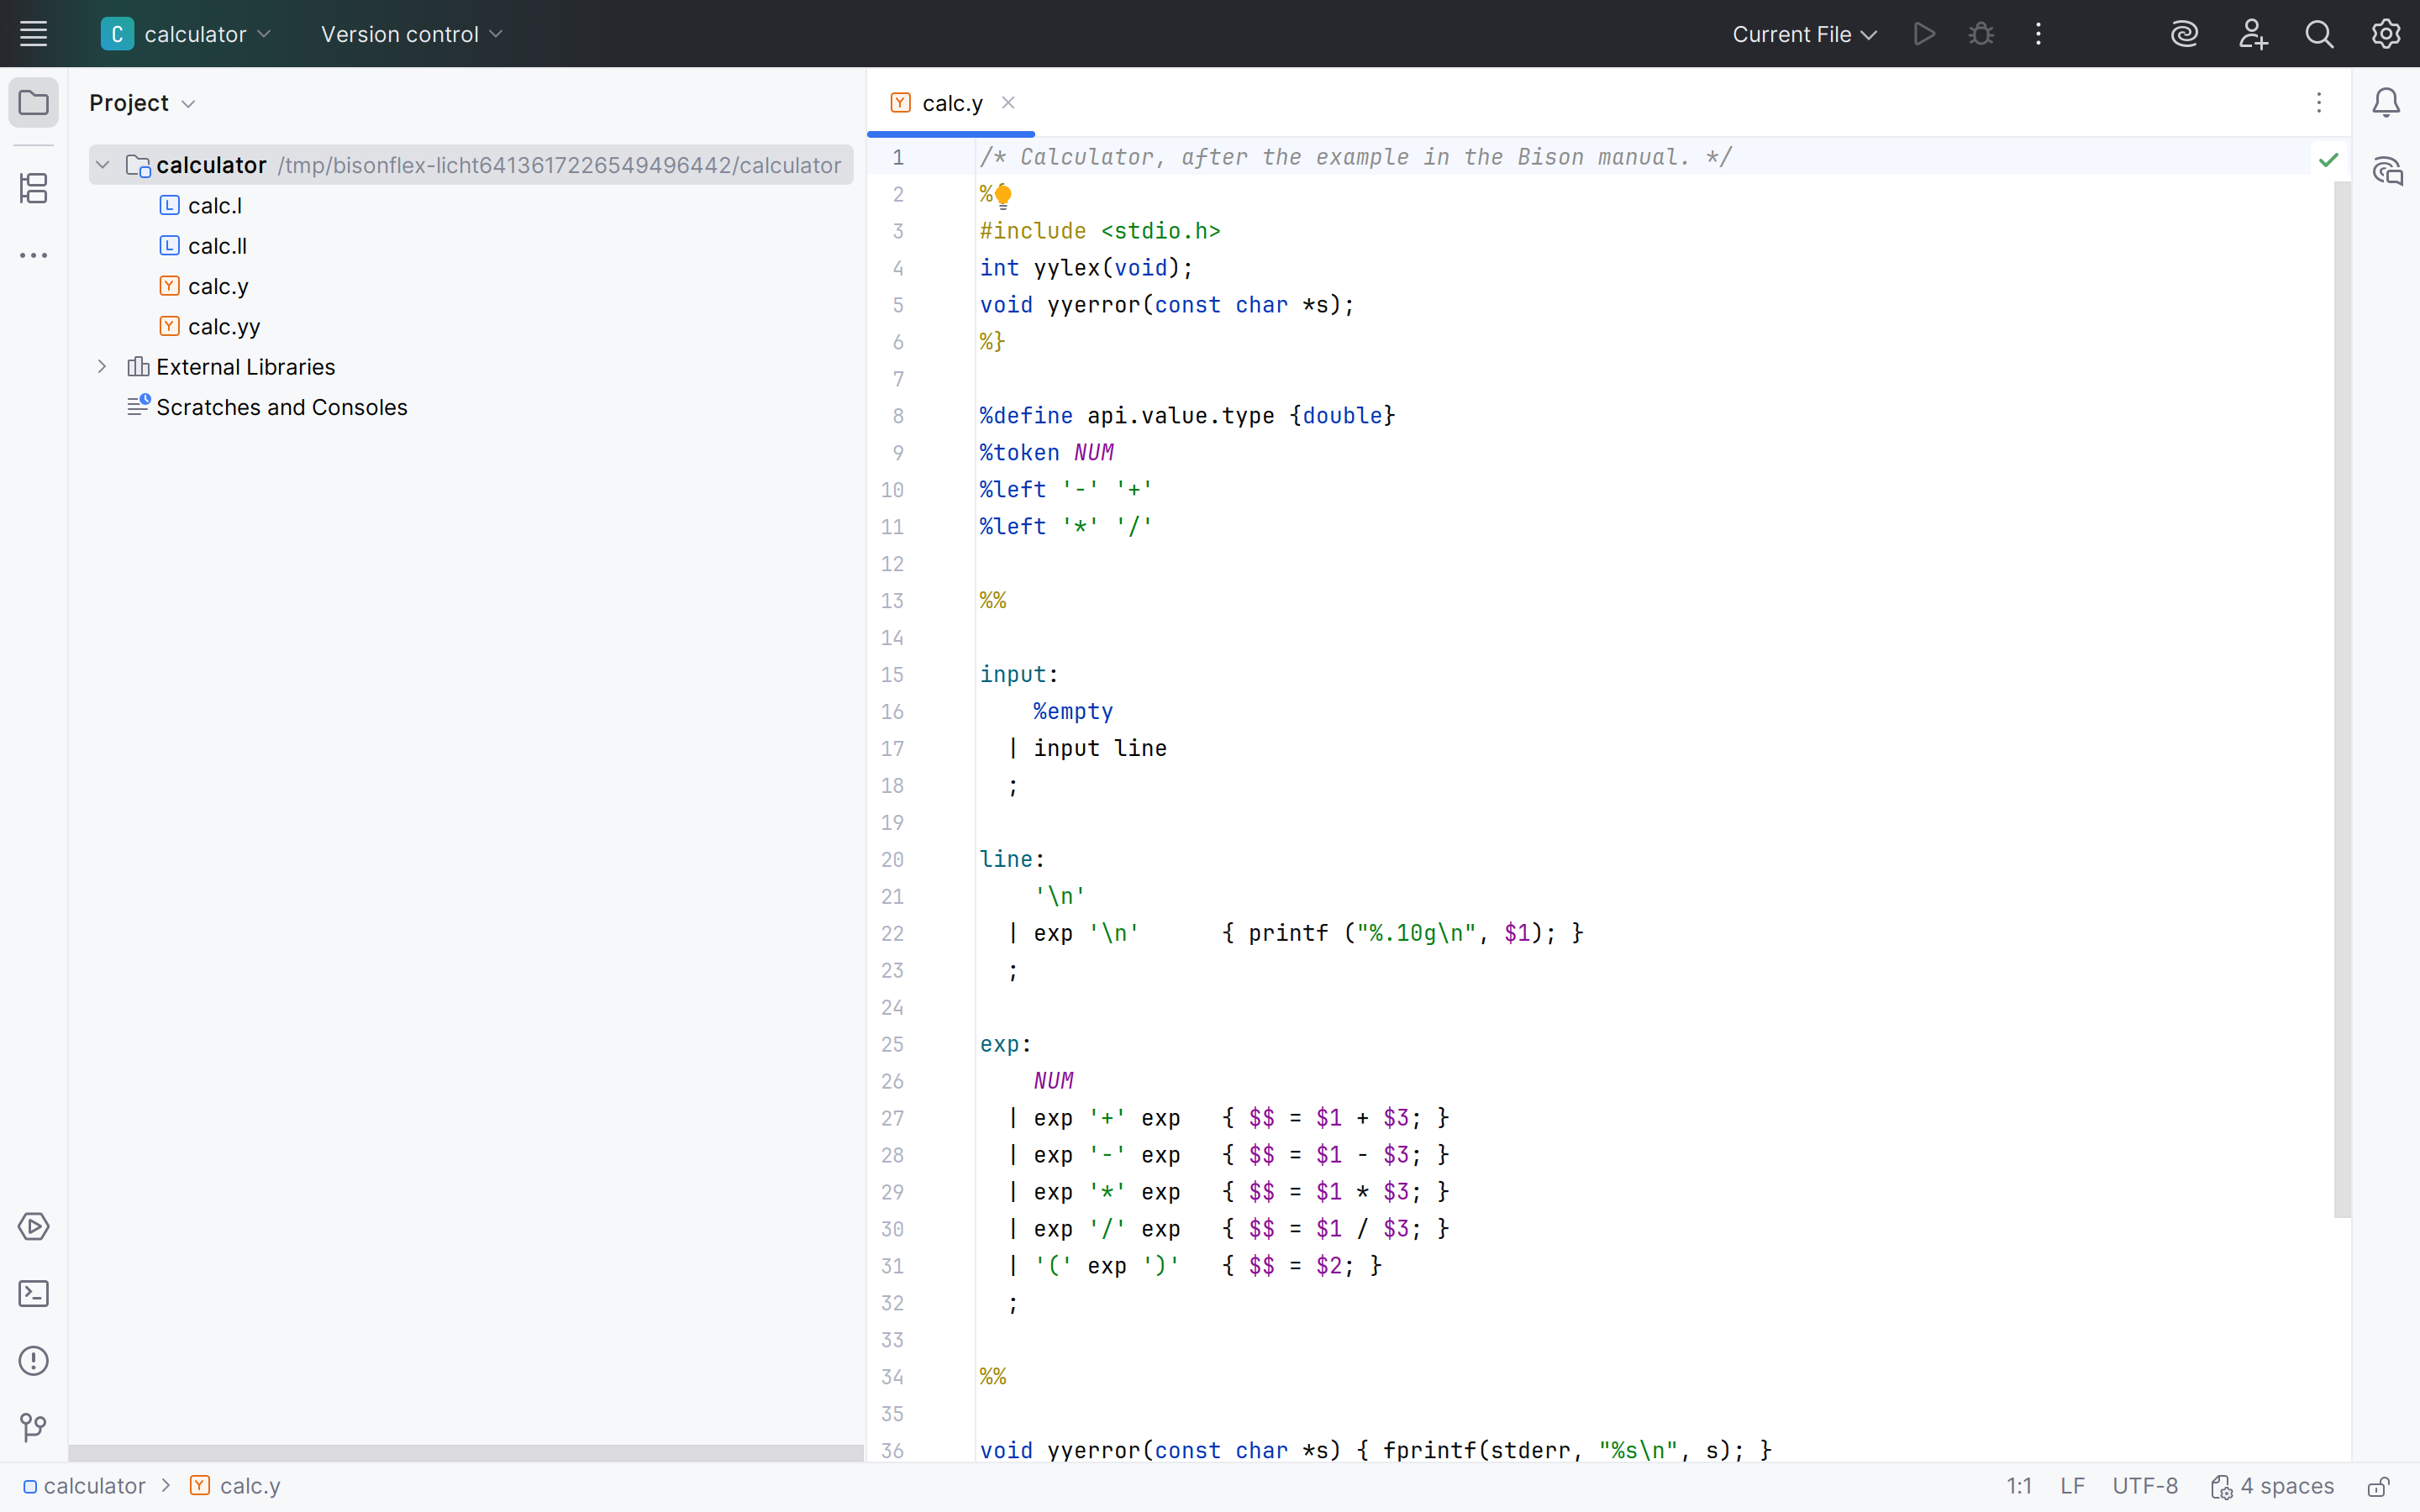 C calculator Version control Current File
Project
calculator /tmp/bisonflex-licht6413617226549496442/calculator
L calc.l
L calc.ll
Y calc.y
Y calc.yy
External Libraries
Scratches and Consoles
Y calc.y
1 /* Calculator, after the example in the Bison manual. */
2 %
3 #include <stdio.h>
4 int yylex(void);
5 void yyerror(const char *s);
6 %}
7
8 %define api.value.type {double}
9 %token NUM
10 %left '-' '+'
11 %left '*' '/'
12
13 %%
14
15 input:
16 %empty
17 | input line
18 ;
19
20 line:
21 '\n'
22 | exp '\n' { printf ("%.10g\n", $1); }
23 ;
24
25 exp:
26 NUM
27 | exp '+' exp { $$ = $1 + $3; }
28 | exp '-' exp { $$ = $1 - $3; }
29 | exp '*' exp { $$ = $1 * $3; }
30 | exp '/' exp { $$ = $1 / $3; }
31 | '(' exp ')' { $$ = $2; }
32 ;
33
34 %%
35
36 void yyerror(const char *s) { fprintf(stderr, "%s\n", s); }
calculator > Y calc.y 1:1 LF UTF-8 4 spaces